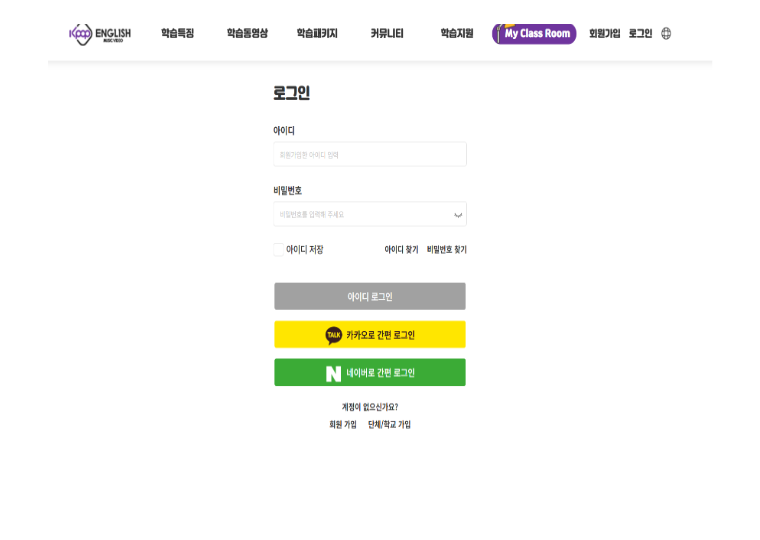 Kpop ENGLISH
MUSIC VIDEO
학습특징 학습동영상 학습패키지 커뮤니티 학습지원 My Class Room 회원가입 로그인
로그인
아이디
회원가입한 아이디 입력
비밀번호
비밀번호를 입력해 주세요
아이디 저장 아이디 찾기 비밀번호 찾기
아이디 로그인
TALK 카카오로 간편 로그인
N 네이버로 간편 로그인
계정이 없으신가요?
회원 가입 단체/학교 가입